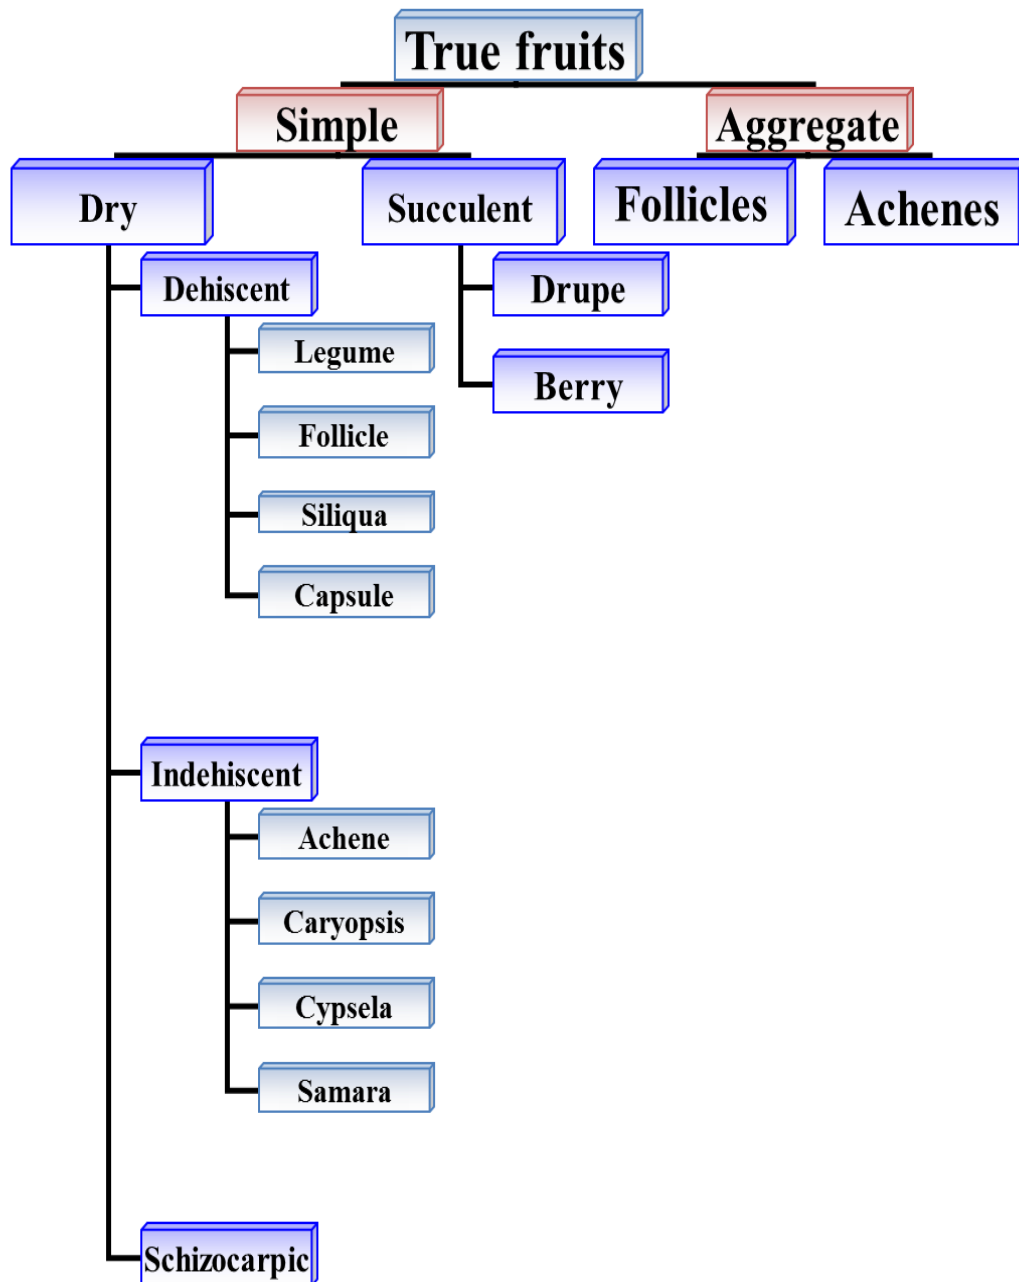 True fruits
Simple
Aggregate
Dry
Succulent
Follicles
Achenes
Dehiscent
Drupe
Legume
Berry
Follicle
Siliqua
Capsule
Indehiscent
Achene
Caryopsis
Cypsela
Samara
Schizocarpic